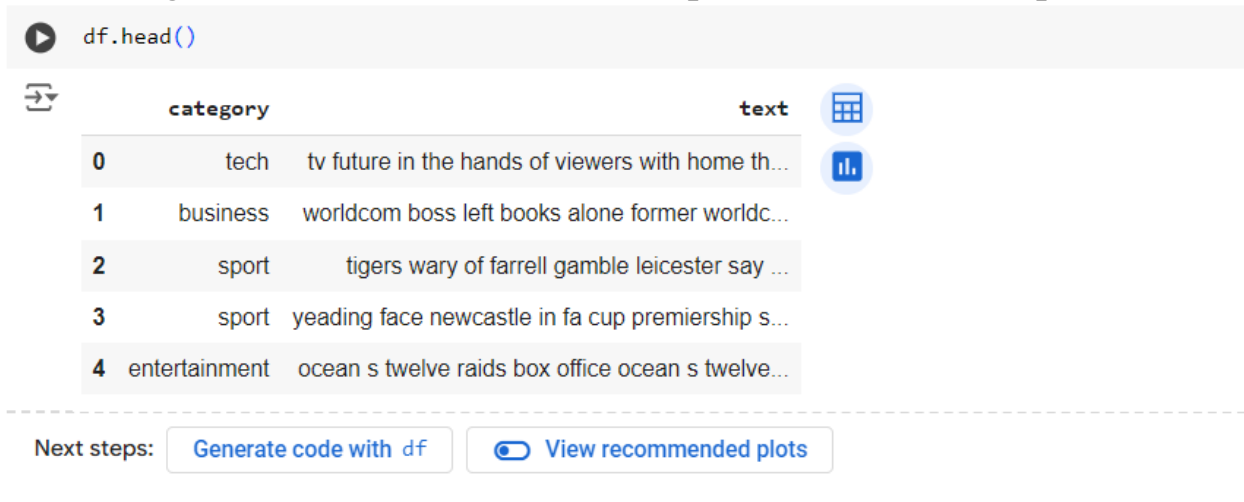 df.head()
category text
0 tech tv future in the hands of viewers with home th...
1 business worldcom boss left books alone former worldc...
2 sport tigers wary of farrell gamble leicester say ...
3 sport yeading face newcastle in fa cup premiership s...
4 entertainment ocean s twelve raids box office ocean s twelve...
Next steps: Generate code with df View recommended plots